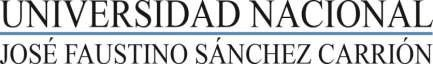 UNIVERSIDAD NACIONAL
JOSÉ FAUSTINO SÁNCHEZ CARRIÓN